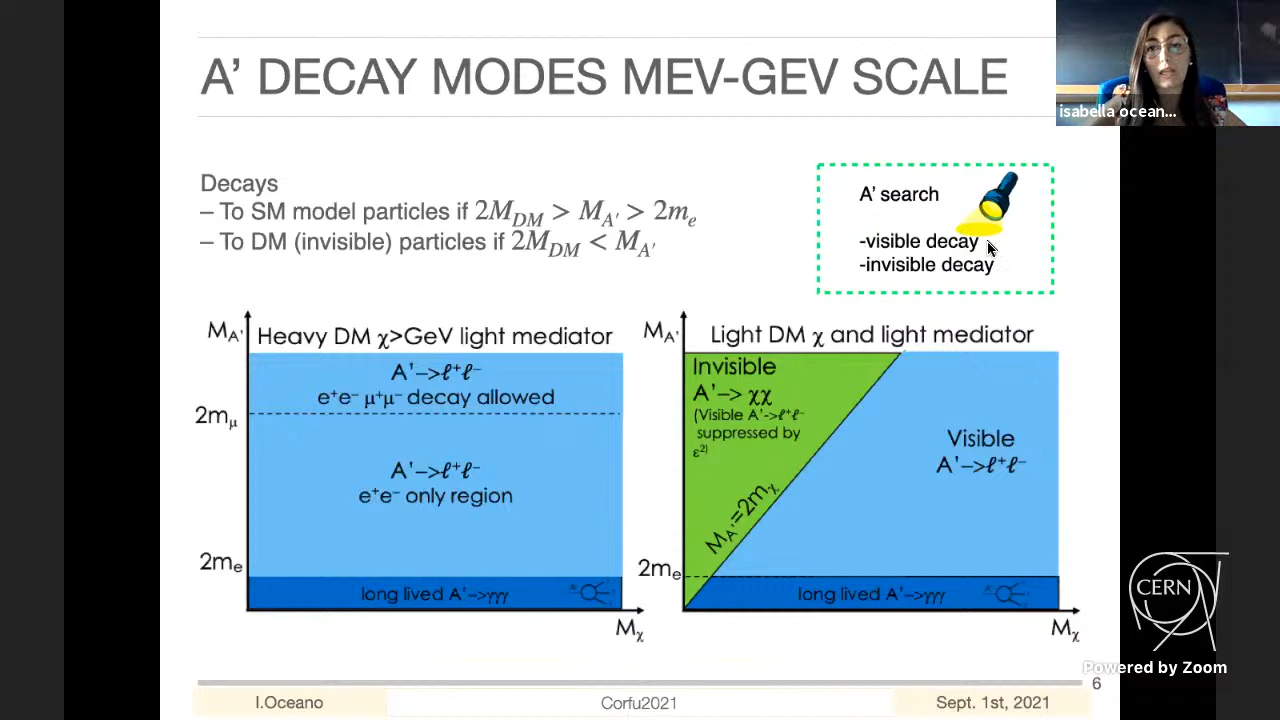 A’ DECAY MODES MEV-GEV SCALE
isabella ocean...
Decays
– To SM model particles if 2M_DM > M_A' > 2m_e
– To DM (invisible) particles if 2M_DM < M_A'
A’ search
-visible decay
-invisible decay
M_A'
Heavy DM χ>GeV light mediator
A'->ℓ⁺ℓ⁻
e⁺e⁻ μ⁺μ⁻ decay allowed
2m_μ
A'->ℓ⁺ℓ⁻
e⁺e⁻ only region
2m_e
long lived A'->γγγ
M_χ
M_A'
Light DM χ and light mediator
Invisible
A'-> χχ
(Visible A'->ℓ⁺ℓ⁻
suppressed by
ε²)
M_A'=2m_χ
Visible
A'->ℓ⁺ℓ⁻
2m_e
long lived A'->γγγ
M_χ
CERN
Powered by Zoom
6
I.Oceano
Corfu2021
Sept. 1st, 2021